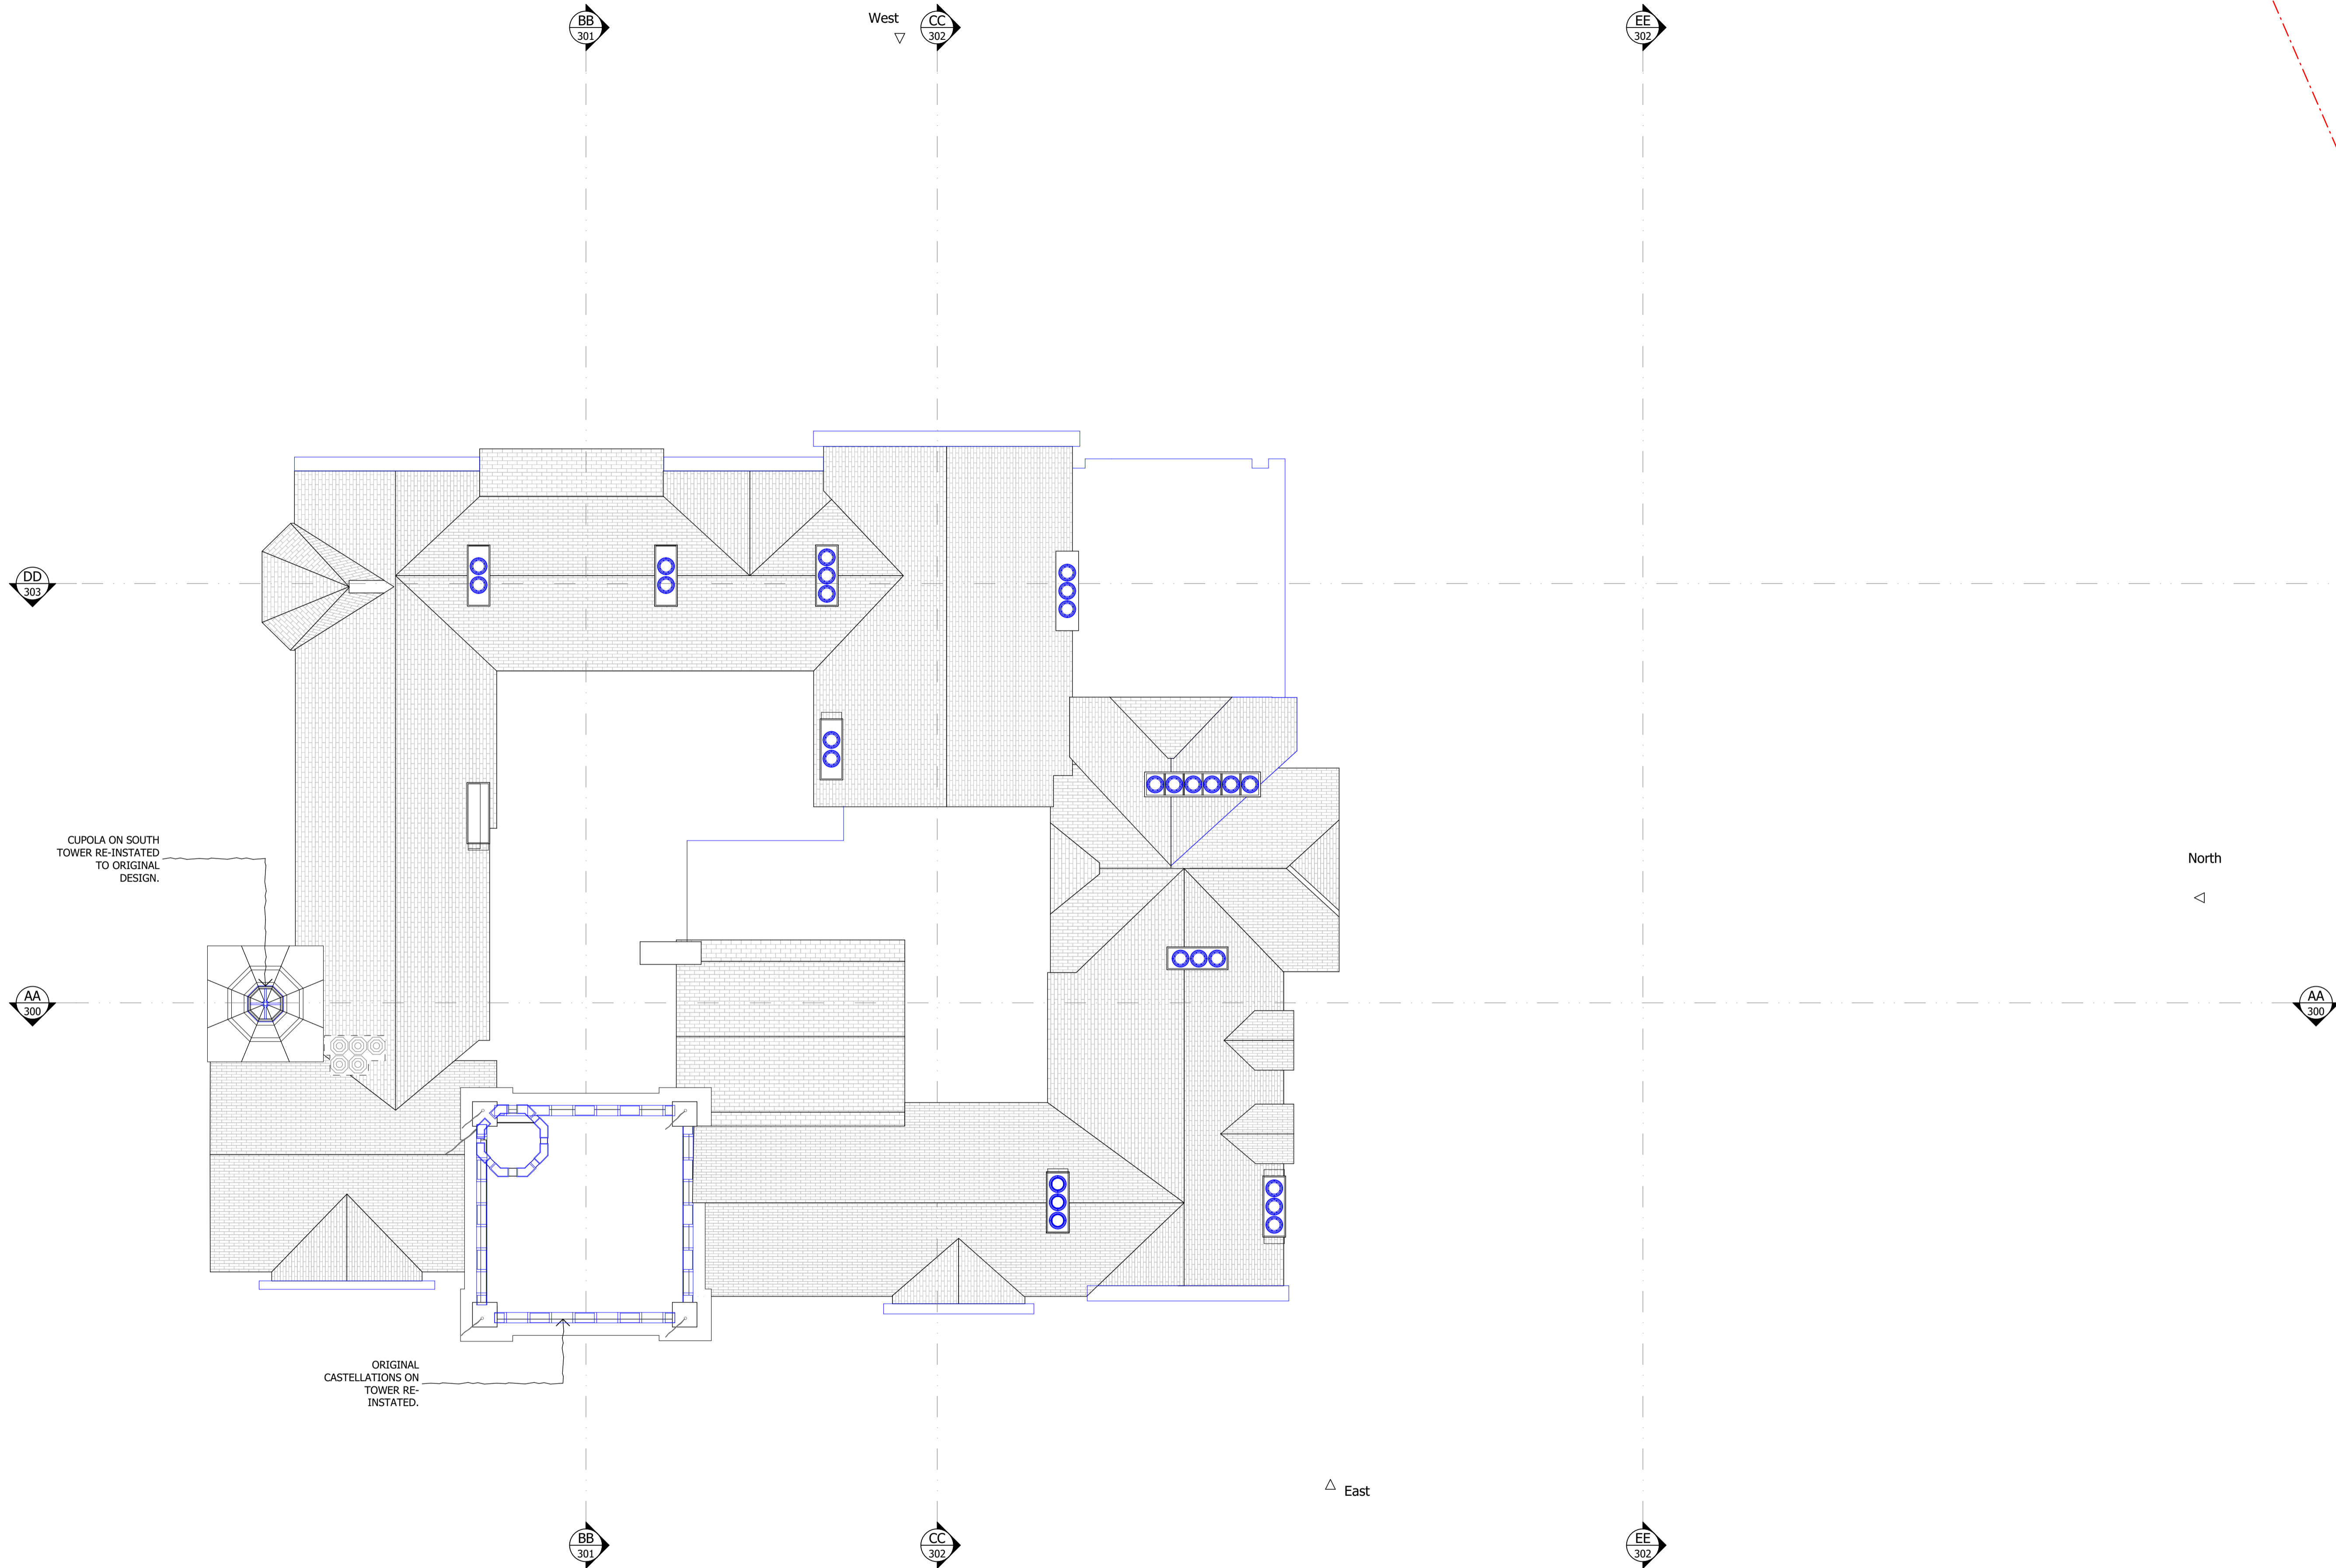 BB
301
West
CC
302
EE
302
DD
303
CUPOLA ON SOUTH
TOWER RE-INSTATED
TO ORIGINAL
DESIGN.
North
AA
300
AA
300
ORIGINAL
CASTELLATIONS ON
TOWER RE-
INSTATED.
East
BB
301
CC
302
EE
302